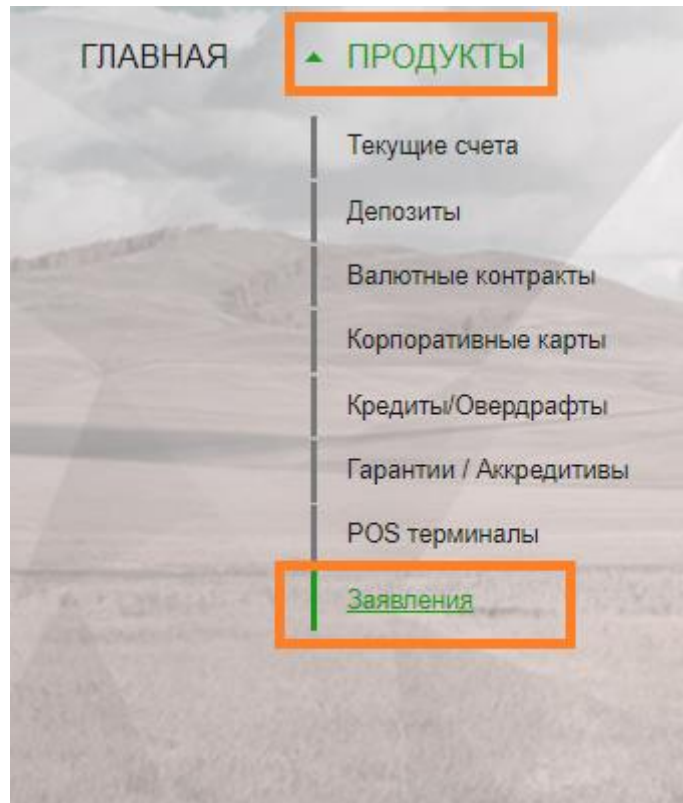 ГЛАВНАЯ ПРОДУКТЫ
Текущие счета
Депозиты
Валютные контракты
Корпоративные карты
Кредиты/Овердрафты
Гарантии / Аккредитивы
POS терминалы
Заявления